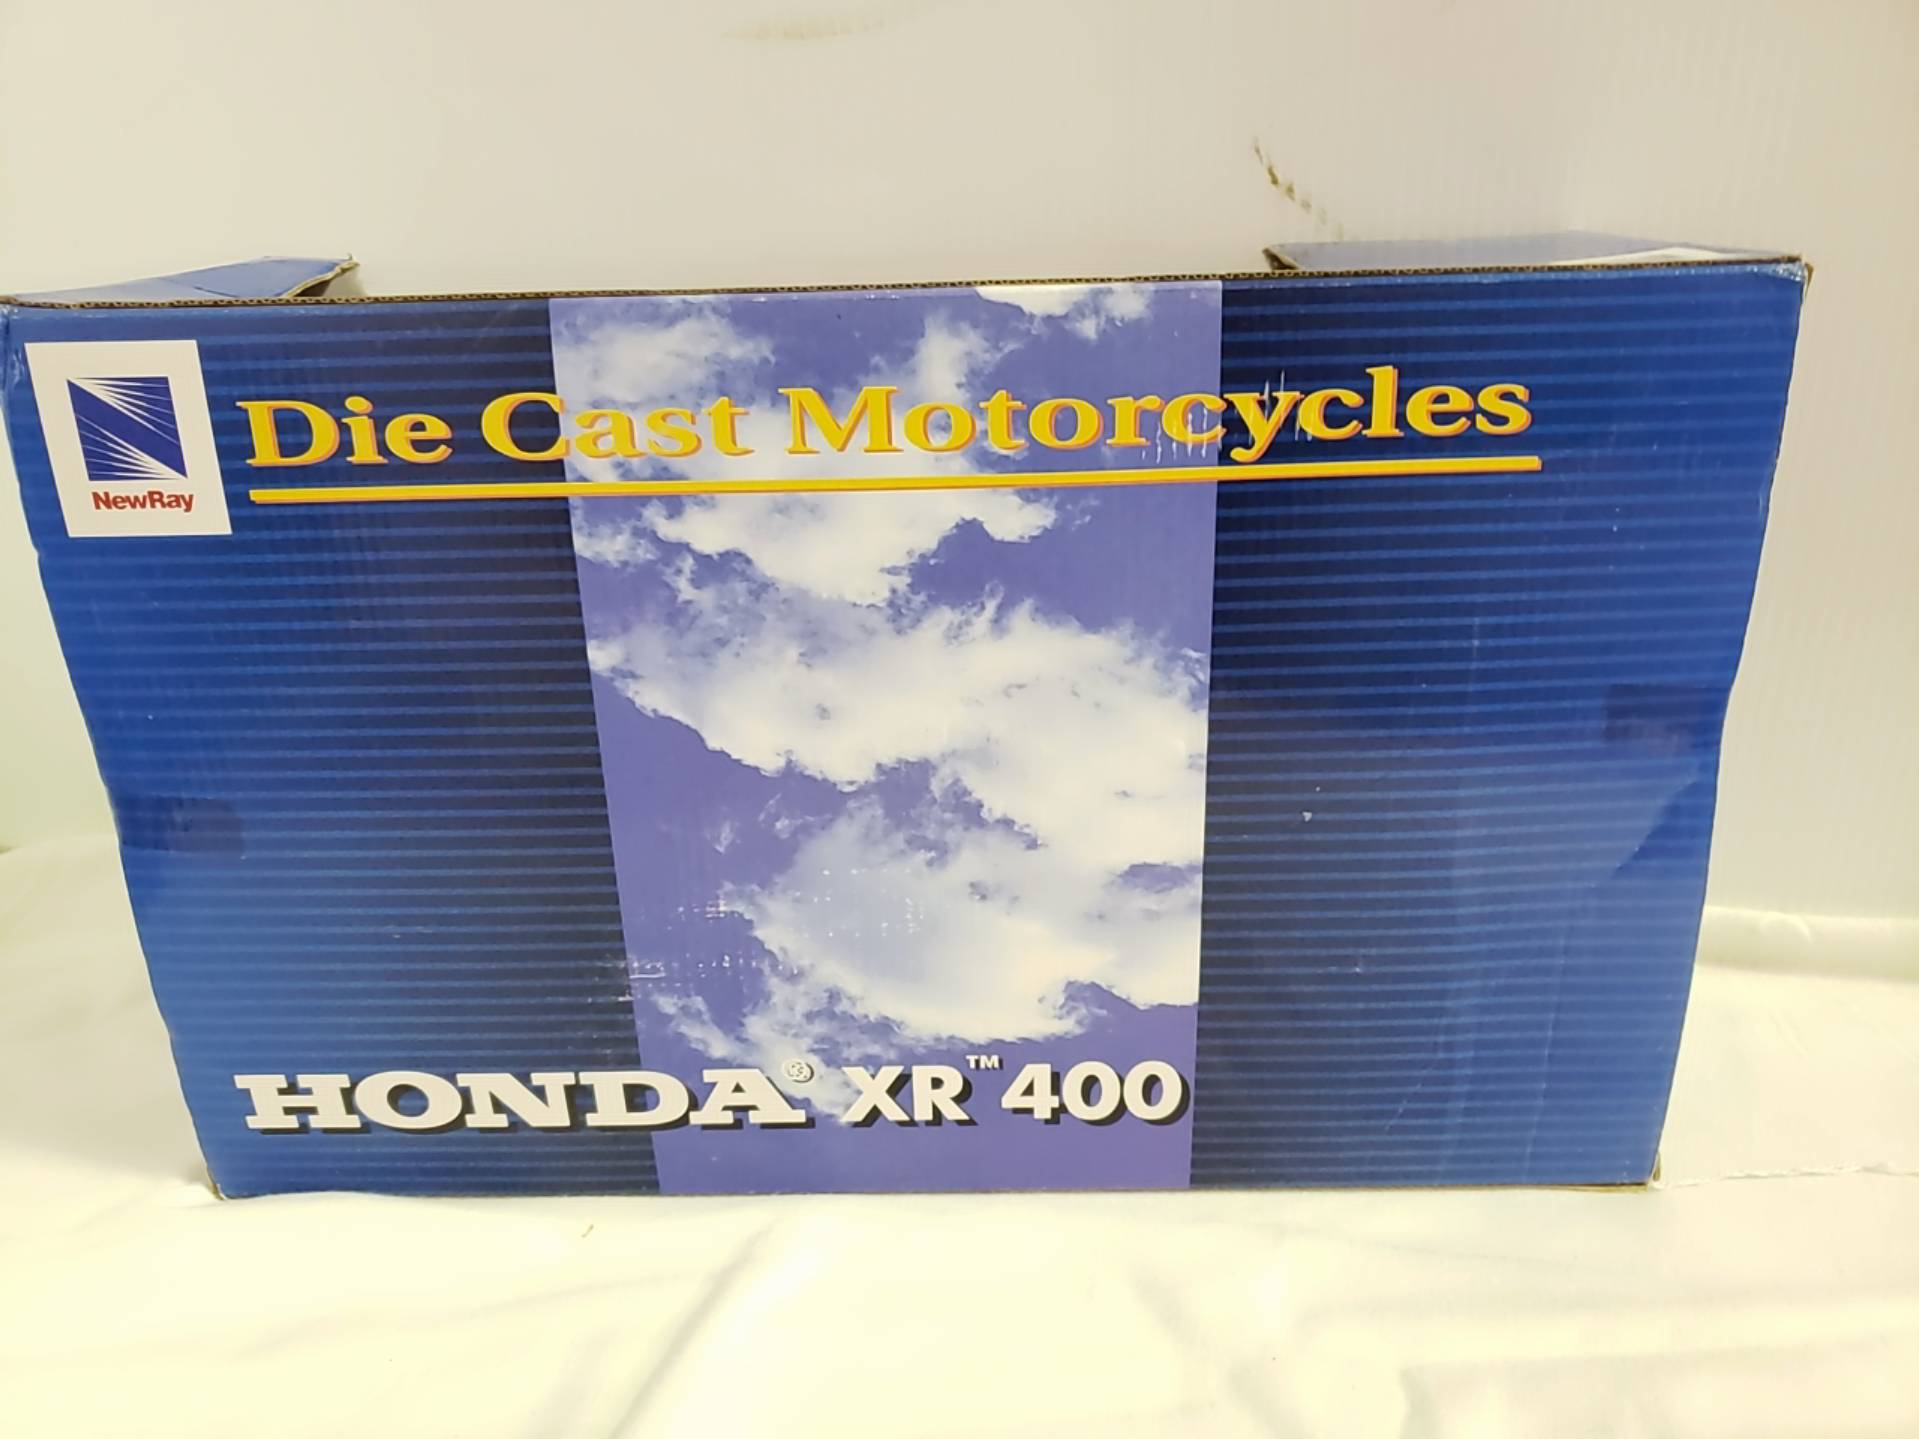 NewRay
Die Cast Motorcycles
HONDA® XR™ 400